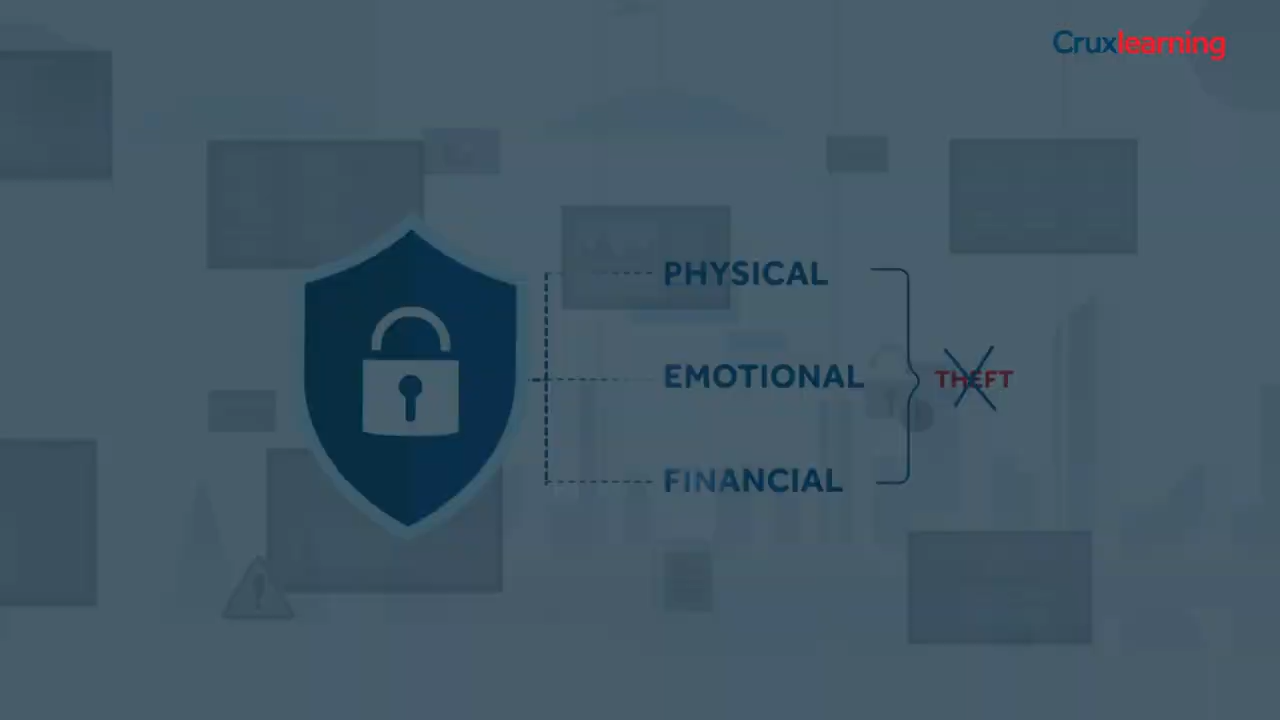 Cruxlearning
PHYSICAL
EMOTIONAL
THEFT
FINANCIAL